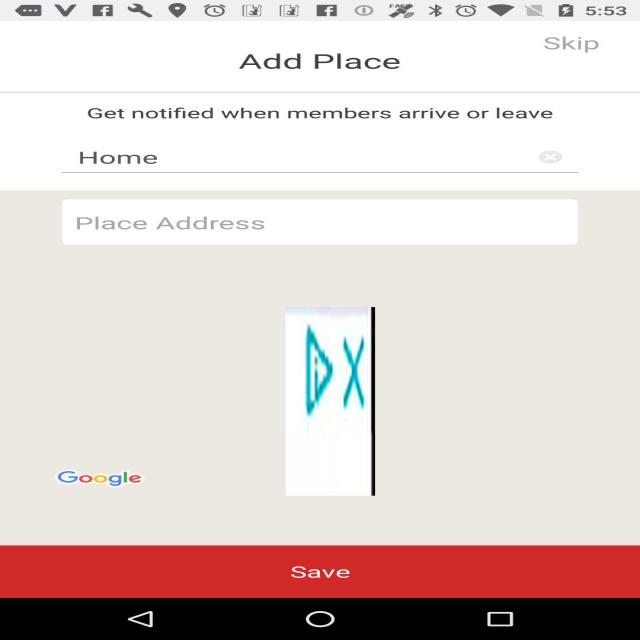 5:53
Skip
Add Place
Get notified when members arrive or leave
Home
Place Address
Google
Save